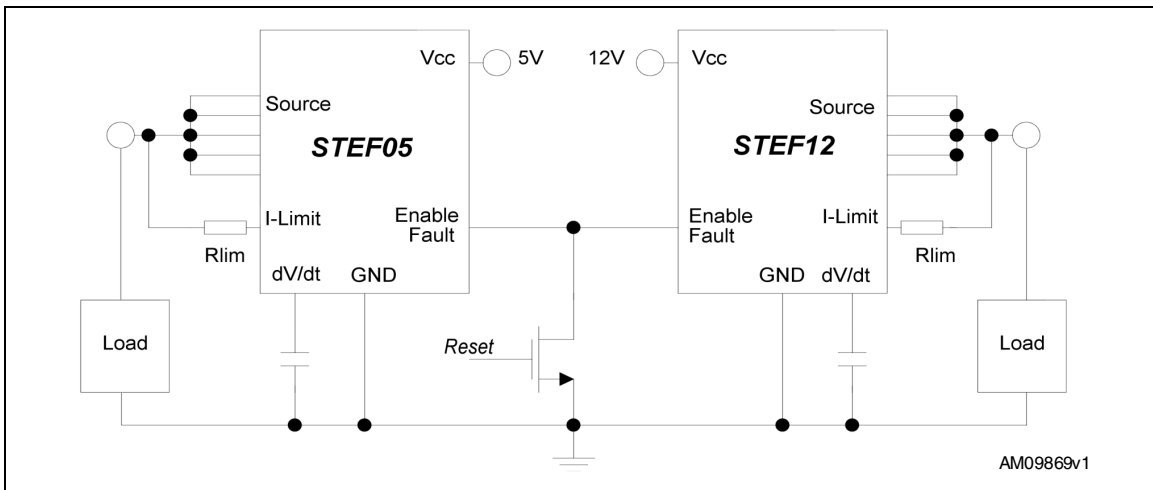 Vcc
5V
12V
Vcc
Source
Source
STEF05
STEF12
I-Limit
Enable
Fault
Enable
Fault
I-Limit
Rlim
Rlim
dV/dt
GND
GND
dV/dt
Load
Reset
Load
AM09869v1